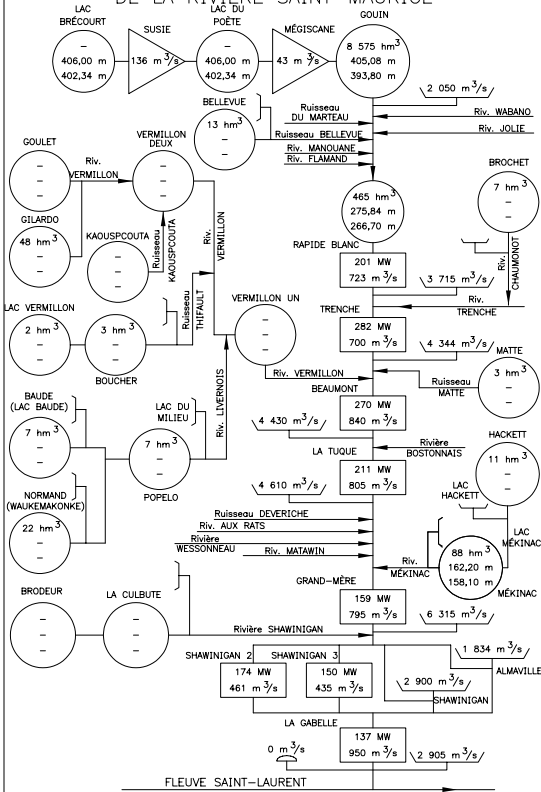 DE LA RIVIÈRE SAINT-MAURICE
LAC
BRÉCOURT
–
406,00 m
402,34 m
SUSIE
136 m³/s
LAC DU
POÈTE
–
406,00 m
402,34 m
MÉGISCANE
43 m³/s
GOUIN
8 575 hm³
405,08 m
393,80 m
2 050 m³/s
Ruisseau
DU MARTEAU
Riv. WABANO
Riv. JOLIE
BELLEVUE
13 hm³
–
–
Ruisseau BELLEVUE
Riv. MANOUANE
Riv. FLAMAND
GOULET
–
–
–
Riv.
VERMILLON
VERMILLON
DEUX
–
–
–
GILARDO
48 hm³
–
–
KAOUSPCOUTA
–
–
–
Ruisseau
KAOUSPCOUTA
Riv.
VERMILLON
BROCHET
7 hm³
–
–
Riv.
CHAUMONOT
465 hm³
275,84 m
266,70 m
RAPIDE BLANC
201 MW
723 m³/s
3 715 m³/s
Riv.
TRENCHE
TRENCHE
282 MW
700 m³/s
4 344 m³/s
LAC VERMILLON
2 hm³
–
–
3 hm³
–
–
BOUCHER
Ruisseau
THIFAULT
VERMILLON UN
–
–
–
Riv. VERMILLON
MATTE
3 hm³
–
–
Ruisseau
MATTE
BEAUMONT
270 MW
840 m³/s
4 430 m³/s
BAUDE
(LAC BAUDE)
7 hm³
–
–
LAC DU
MILIEU
7 hm³
–
–
POPELO
Riv. LIVERNOIS
Rivière
BOSTONNAIS
LA TUQUE
211 MW
805 m³/s
4 610 m³/s
HACKETT
11 hm³
–
–
LAC
HACKETT
LAC
MÉKINAC
NORMAND
(WAUKEMAKONKE)
22 hm³
–
–
Ruisseau DEVERICHE
Riv. AUX RATS
Rivière
WESSONNEAU
Riv. MATAWIN
88 hm³
162,20 m
158,10 m
MÉKINAC
Riv.
MÉKINAC
GRAND-MÈRE
159 MW
795 m³/s
6 315 m³/s
BRODEUR
–
–
–
LA CULBUTE
–
–
–
Rivière SHAWINIGAN
SHAWINIGAN 2
174 MW
461 m³/s
SHAWINIGAN 3
150 MW
435 m³/s
2 900 m³/s
SHAWINIGAN
1 834 m³/s
ALMAVILLE
LA GABELLE
137 MW
950 m³/s
0 m³/s
2 905 m³/s
FLEUVE SAINT-LAURENT